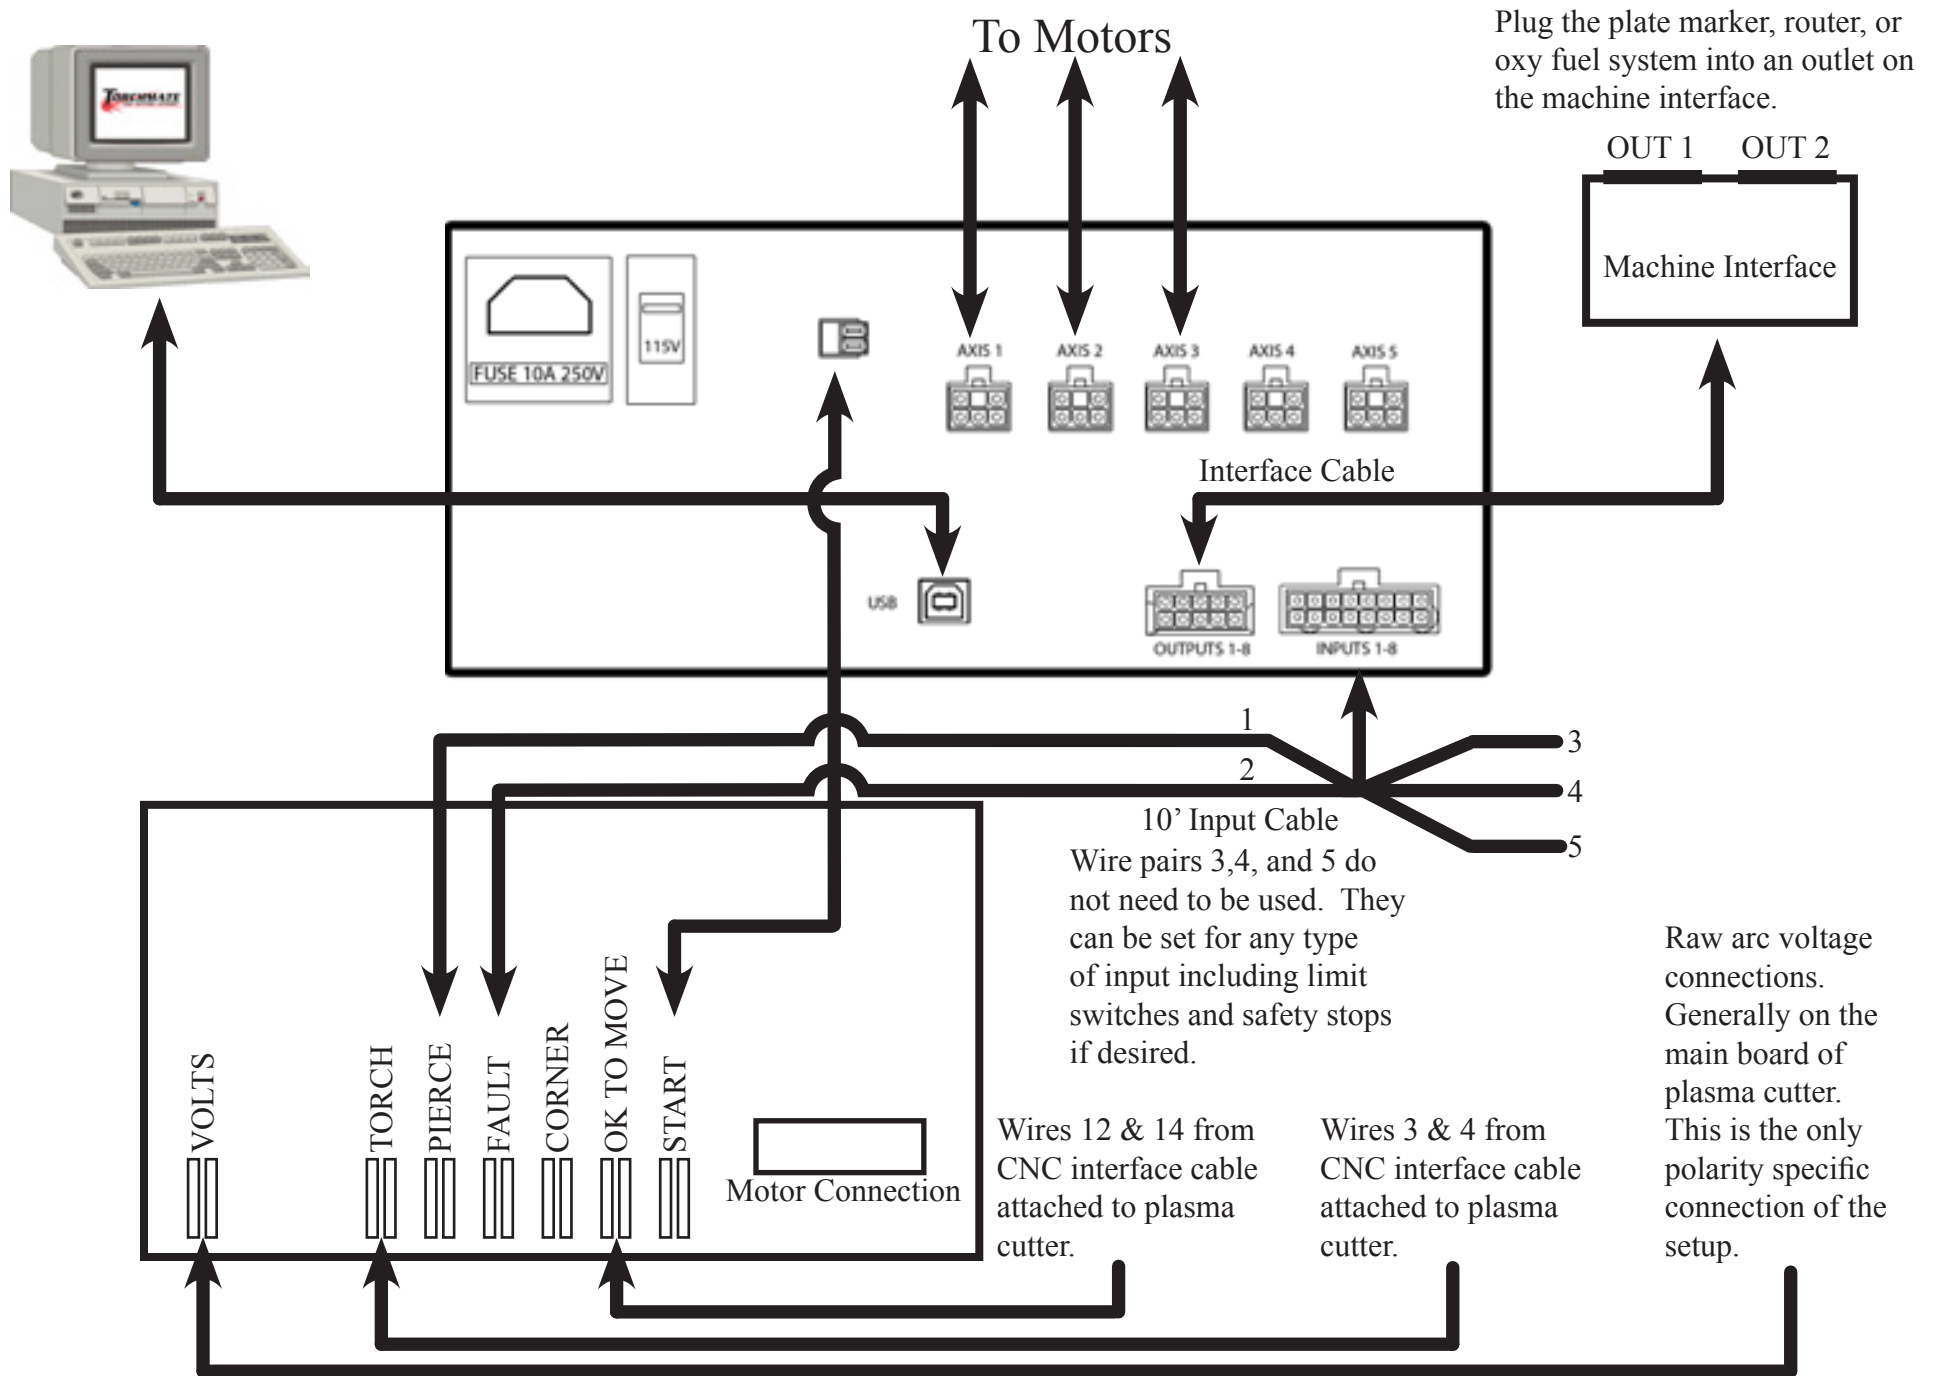 To Motors
Plug the plate marker, router, or
oxy fuel system into an outlet on
the machine interface.
TORCHMATE
OUT 1
OUT 2
Machine Interface
FUSE 10A 250V
115V
AXIS 1
AXIS 2
AXIS 3
AXIS 4
AXIS 5
Interface Cable
USB
OUTPUTS 1-8
INPUTS 1-8
1
2
3
4
5
10’ Input Cable
Wire pairs 3,4, and 5 do
not need to be used.  They
can be set for any type
of input including limit
switches and safety stops
if desired.
VOLTS
TORCH
PIERCE
FAULT
CORNER
OK TO MOVE
START
Motor Connection
Wires 12 & 14 from
CNC interface cable
attached to plasma
cutter.
Wires 3 & 4 from
CNC interface cable
attached to plasma
cutter.
Raw arc voltage
connections.
Generally on the
main board of
plasma cutter.
This is the only
polarity specific
connection of the
setup.